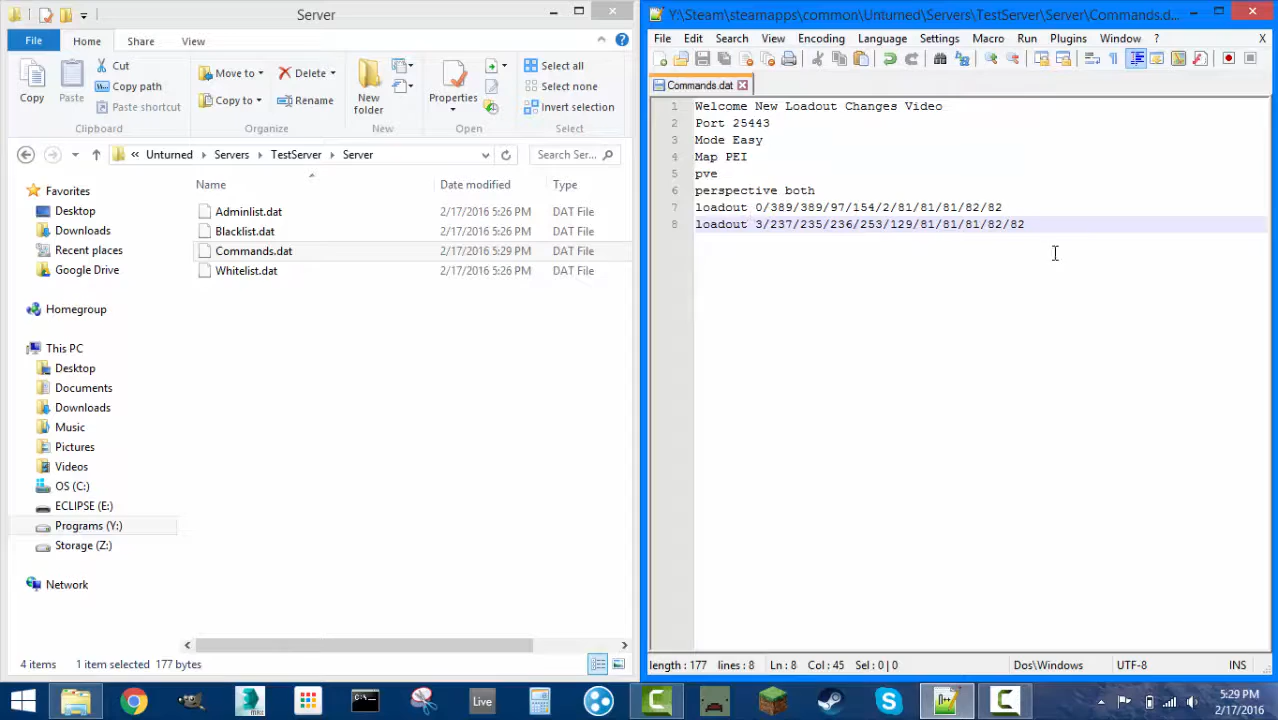 Server
File
Home
Share
View
Copy
Paste
Cut
Copy path
Paste shortcut
Clipboard
Move to
Copy to
Delete
Rename
Organize
New
folder
New
Properties
Open
Select all
Select none
Invert selection
Select
«
Unturned
Servers
TestServer
Server
Search Ser...
Name
Date modified
Type
Favorites
Desktop
Downloads
Recent places
Google Drive
Homegroup
This PC
Desktop
Documents
Downloads
Music
Pictures
Videos
OS (C:)
ECLIPSE (E:)
Programs (Y:)
Storage (Z:)
Network
Adminlist.dat 2/17/2016 5:26 PM DAT File
Blacklist.dat 2/17/2016 5:26 PM DAT File
Commands.dat 2/17/2016 5:29 PM DAT File
Whitelist.dat 2/17/2016 5:26 PM DAT File
4 items 1 item selected 177 bytes
Y:\Steam\steamapps\common\Unturned\Servers\TestServer\Server\Commands.d...
File Edit Search View Encoding Language Settings Macro Run Plugins Window ? X
Commands.dat
1 Welcome New Loadout Changes Video
2 Port 25443
3 Mode Easy
4 Map PEI
5 pve
6 perspective both
7 loadout 0/389/389/97/154/2/81/81/81/82/82
8 loadout 3/237/235/236/253/129/81/81/81/82/82
length : 177 lines : 8 Ln : 8 Col : 45 Sel : 0 | 0 Dos\Windows UTF-8 INS
Live
5:29 PM
2/17/2016